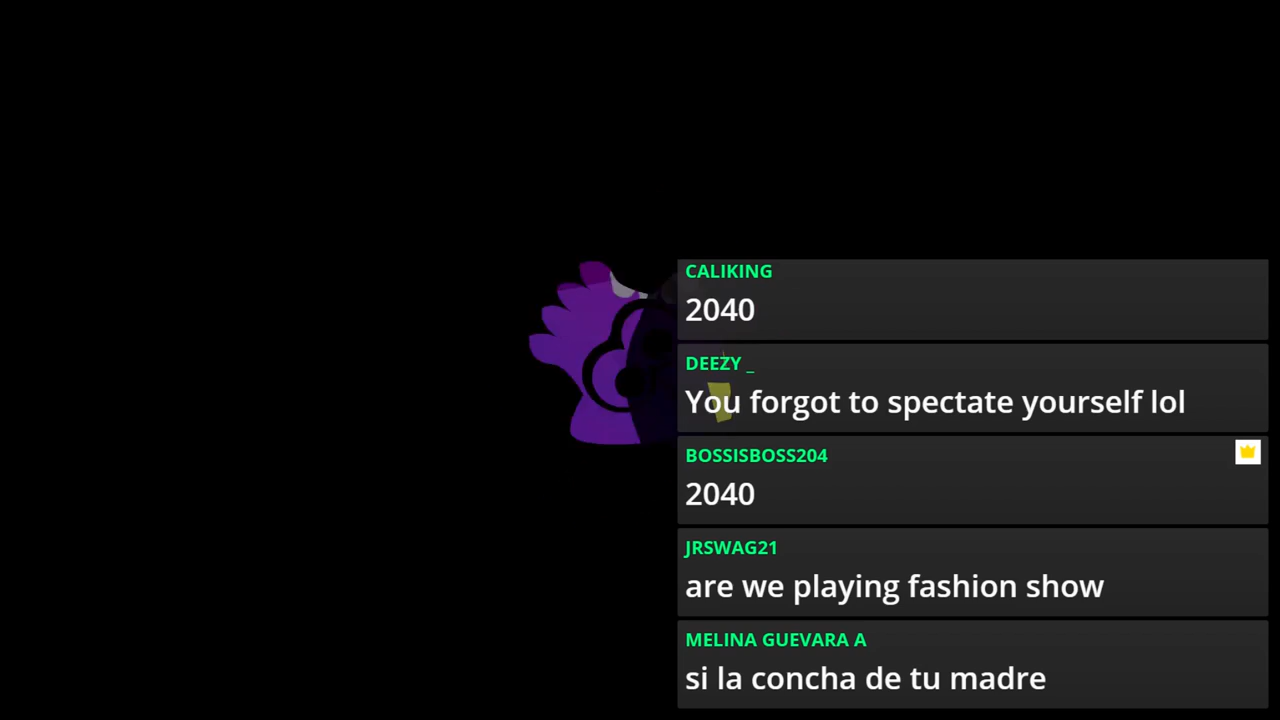 CALIKING
2040
DEEZY _
You forgot to spectate yourself lol
BOSSISBOSS204
2040
JRSWAG21
are we playing fashion show
MELINA GUEVARA A
si la concha de tu madre